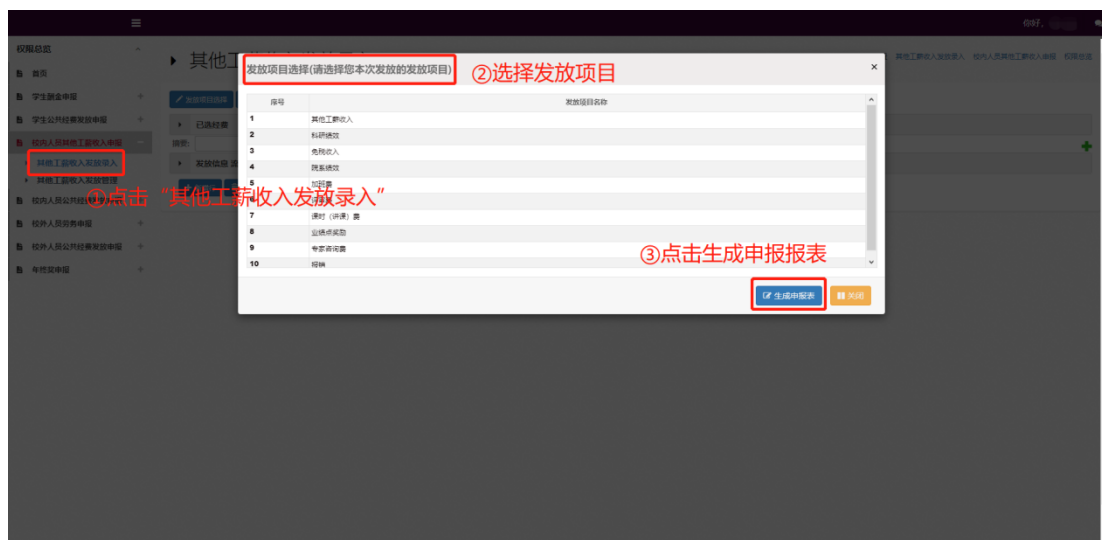 你好,
权限总览
其他工薪收入发放录入 校内人员其他工薪收入申报 权限总览
首页
学生酬金申报
学生公共经费发放申报
校内人员其他工薪收入申报
其他工薪收入发放录入
其他工薪收入发放管理
校外人员劳务申报
校外人员公共经费发放申报
年终奖申报
其他工
发放项目选择
已选经费
摘要:
发放信息
发放项目选择(请选择您本次发放的发放项目)
×
②选择发放项目
序号 发放项目名称
1 其他工薪收入
2 科研绩效
3 免税收入
4 院系绩效
5 加班费
①点击“其他工薪收入发放录入”
7 课时(讲课)费
8 业绩点奖励
9 专家咨询费
10 报销
③点击生成申报报表
生成申报表
关闭